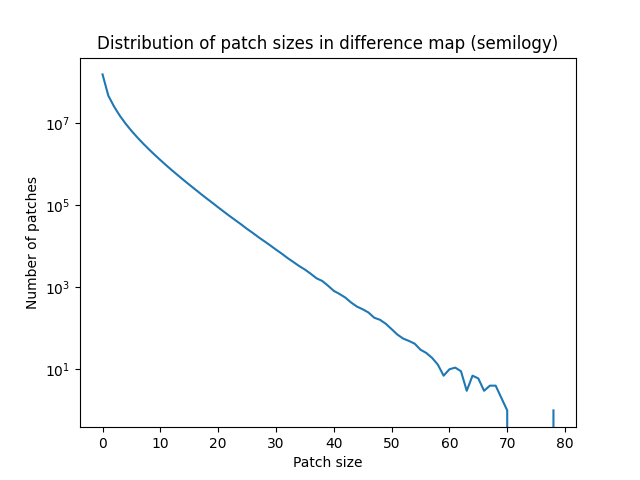 Distribution of patch sizes in difference map (semilogy)
Number of patches
10^7
10^5
10^3
10^1
0 10 20 30 40 50 60 70 80
Patch size